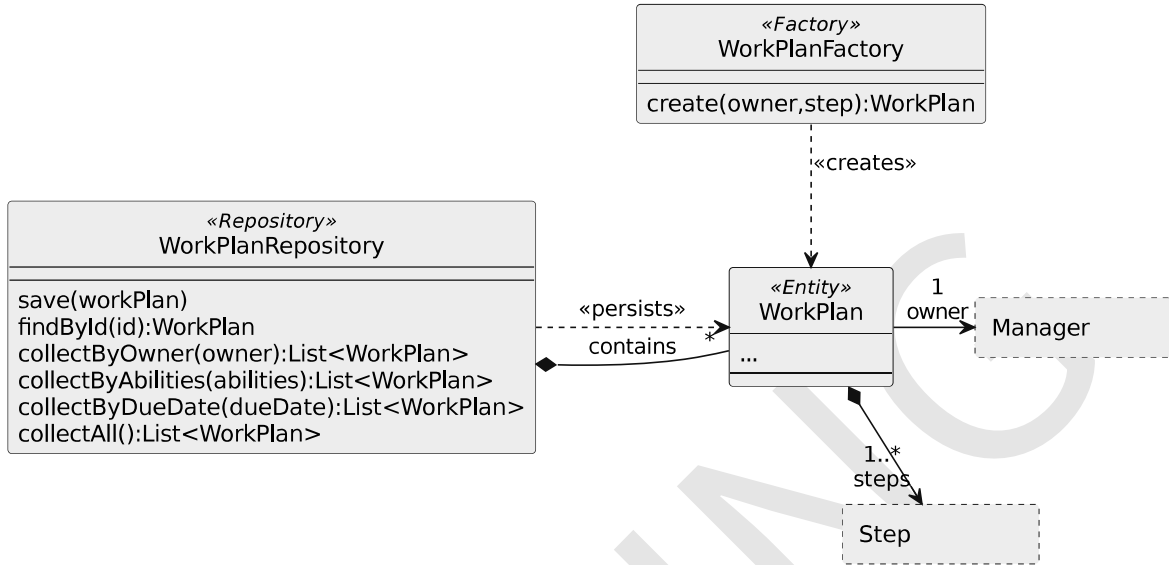 «Factory»
WorkPlanFactory
create(owner,step):WorkPlan
«creates»
«Repository»
WorkPlanRepository
save(workPlan)
findById(id):WorkPlan
collectByOwner(owner):List<WorkPlan>
collectByAbilities(abilities):List<WorkPlan>
collectByDueDate(dueDate):List<WorkPlan>
collectAll():List<WorkPlan>
«persists»
contains
*
«Entity»
WorkPlan
...
1
owner
Manager
1..*
steps
Step
NG